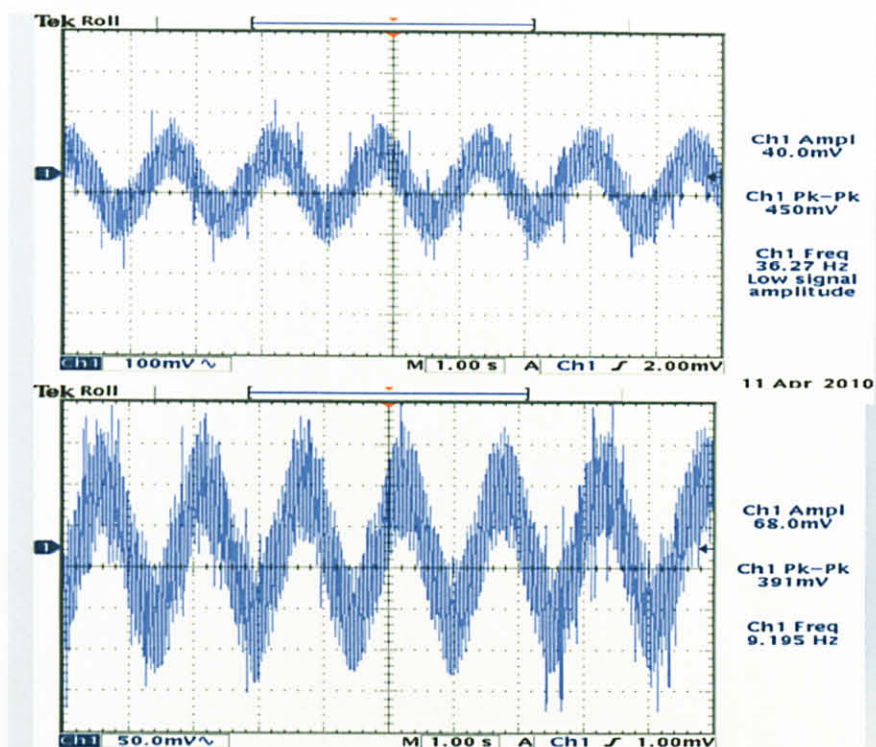 Tek Roll
1
Ch1 Ampl
40.0mV
Ch1 Pk-Pk
450mV
Ch1 Freq
36.27 Hz
Low signal
amplitude
Ch1 100mV∿ M 1.00 s A Ch1 ∫ 2.00mV
Tek Roll
11 Apr 2010
1
Ch1 Ampl
68.0mV
Ch1 Pk-Pk
391mV
Ch1 Freq
9.195 Hz
Ch1 50.0mV∿ M 1.00 s A Ch1 ∫ 1.00mV